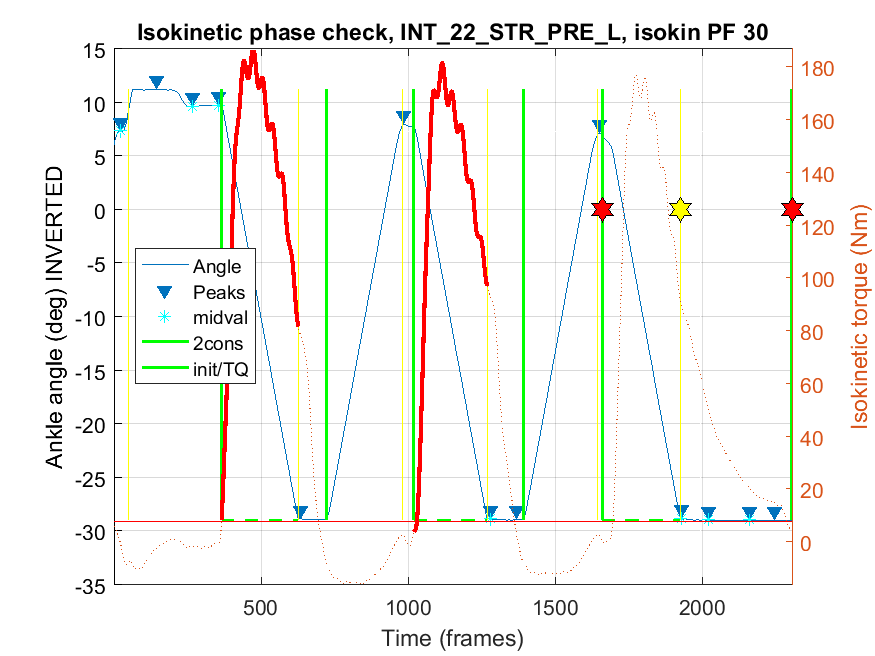 Isokinetic phase check, INT_22_STR_PRE_L, isokin PF 30
Ankle angle (deg) INVERTED
15
10
5
0
-5
-10
-15
-20
-25
-30
-35
Angle
Peaks
midval
2cons
init/TQ
180
160
140
120
100
80
60
40
20
0
Isokinetic torque (Nm)
500
1000
1500
2000
Time (frames)